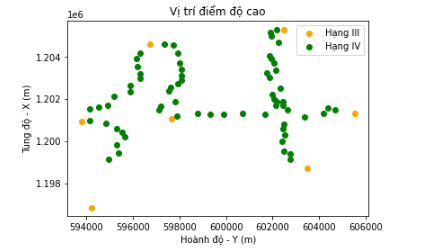 Vị trí điểm độ cao
1e6
Hạng III
Hạng IV
1.204
1.202
1.200
1.198
Tung độ - X (m)
594000 596000 598000 600000 602000 604000 606000
Hoành độ - Y (m)